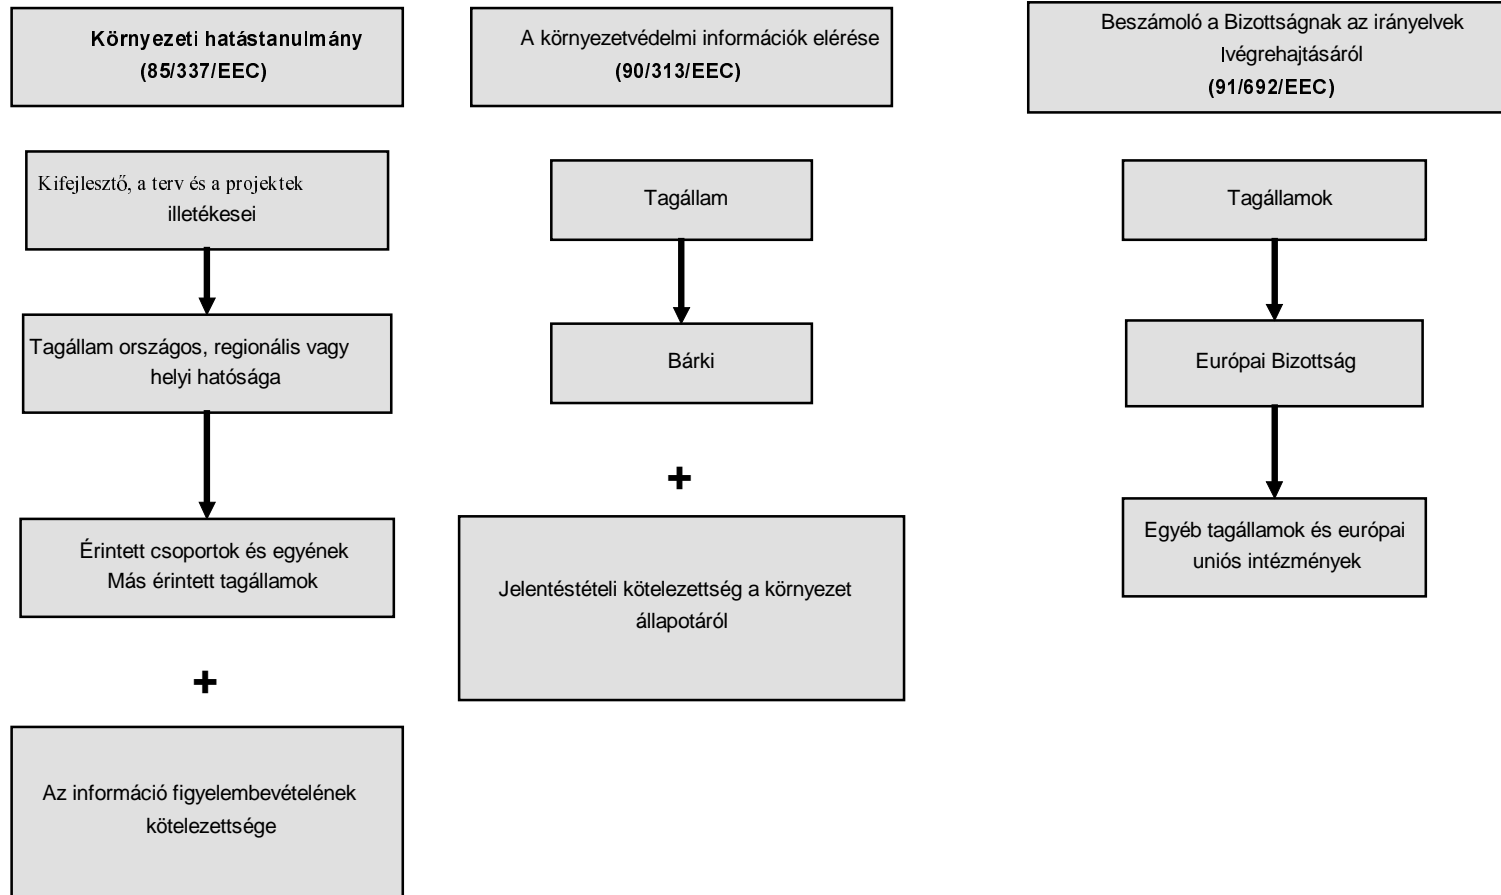 Környezeti hatástanulmány
(85/337/EEC)
Kifejlesztő, a terv és a projektek
illetékesei
Tagállam országos, regionális vagy
helyi hatósága
Érintett csoportok és egyének
Más érintett tagállamok
+
Az információ figyelembevételének
kötelezettsége
A környezetvédelmi információk elérése
(90/313/EEC)
Tagállam
Bárki
+
Jelentéstételi kötelezettség a környezet
állapotáról
Beszámoló a Bizottságnak az irányelvek
lvégrehajtásáról
(91/692/EEC)
Tagállamok
Európai Bizottság
Egyéb tagállamok és európai
uniós intézmények